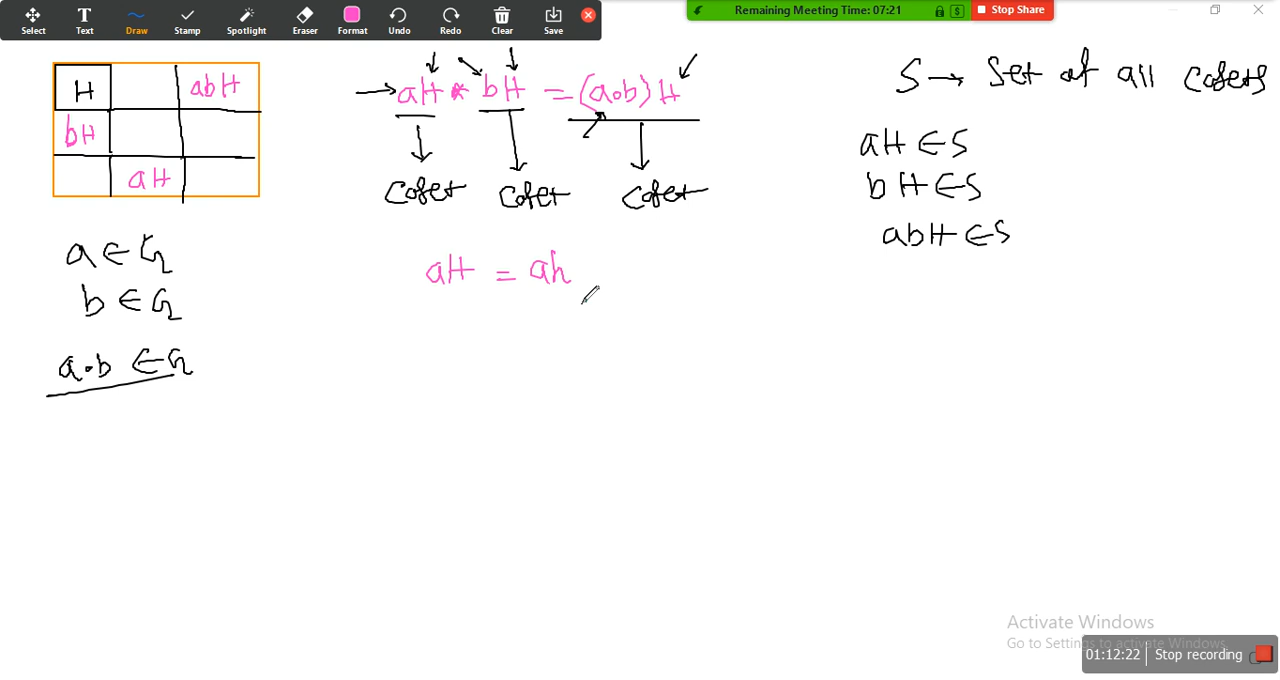 Select Text Draw Stamp Spotlight Eraser Format Undo Redo Clear Save
Remaining Meeting Time: 07:21 Stop Share
H abH
bH
aH
aH * bH = (a·b) H
Coset Coset Coset
S → Set of all Cosets
aH ∈ S
bH ∈ S
abH ∈ S
a ∈ G
b ∈ G
a·b ∈ G
aH = ah
Activate Windows
Go to Settings to activate Windows.
01:12:22 Stop recording